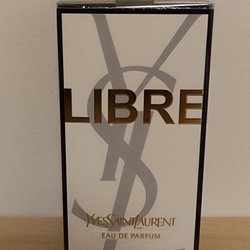 LIBRE
YVESSAINTLAURENT
EAU DE PARFUM